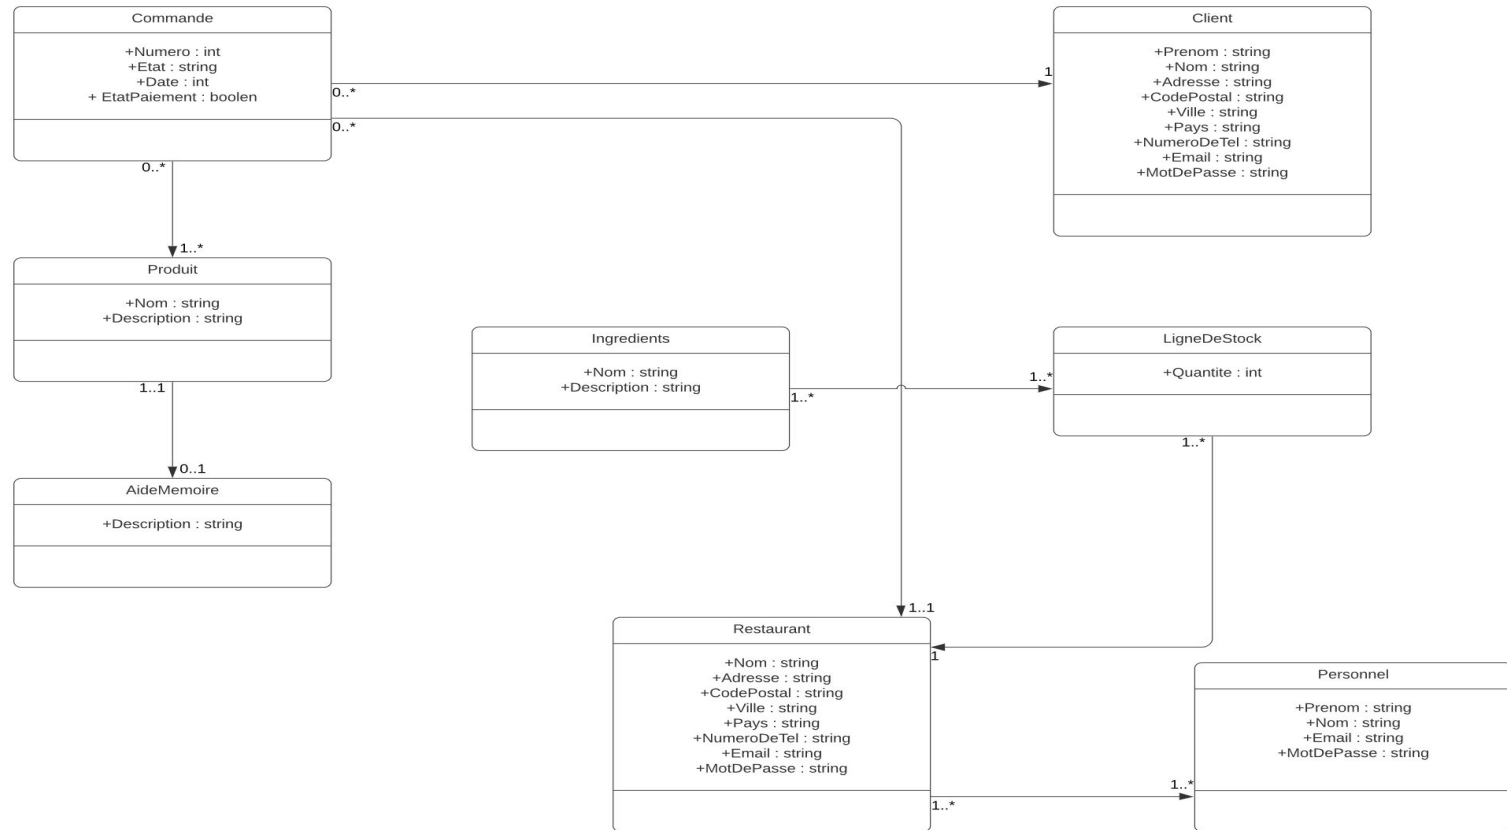 Commande
+Numero : int
+Etat : string
+Date : int
+ EtatPaiement : boolen
0..*
1
0..*
0..*
Client
+Prenom : string
+Nom : string
+Adresse : string
+CodePostal : string
+Ville : string
+Pays : string
+NumeroDeTel : string
+Email : string
+MotDePasse : string
1..*
Produit
+Nom : string
+Description : string
1..1
Ingredients
+Nom : string
+Description : string
1..*
1..*
LigneDeStock
+Quantite : int
1..*
0..1
AideMemoire
+Description : string
1..1
Restaurant
+Nom : string
+Adresse : string
+CodePostal : string
+Ville : string
+Pays : string
+NumeroDeTel : string
+Email : string
+MotDePasse : string
1
1..*
1..*
Personnel
+Prenom : string
+Nom : string
+Email : string
+MotDePasse : string